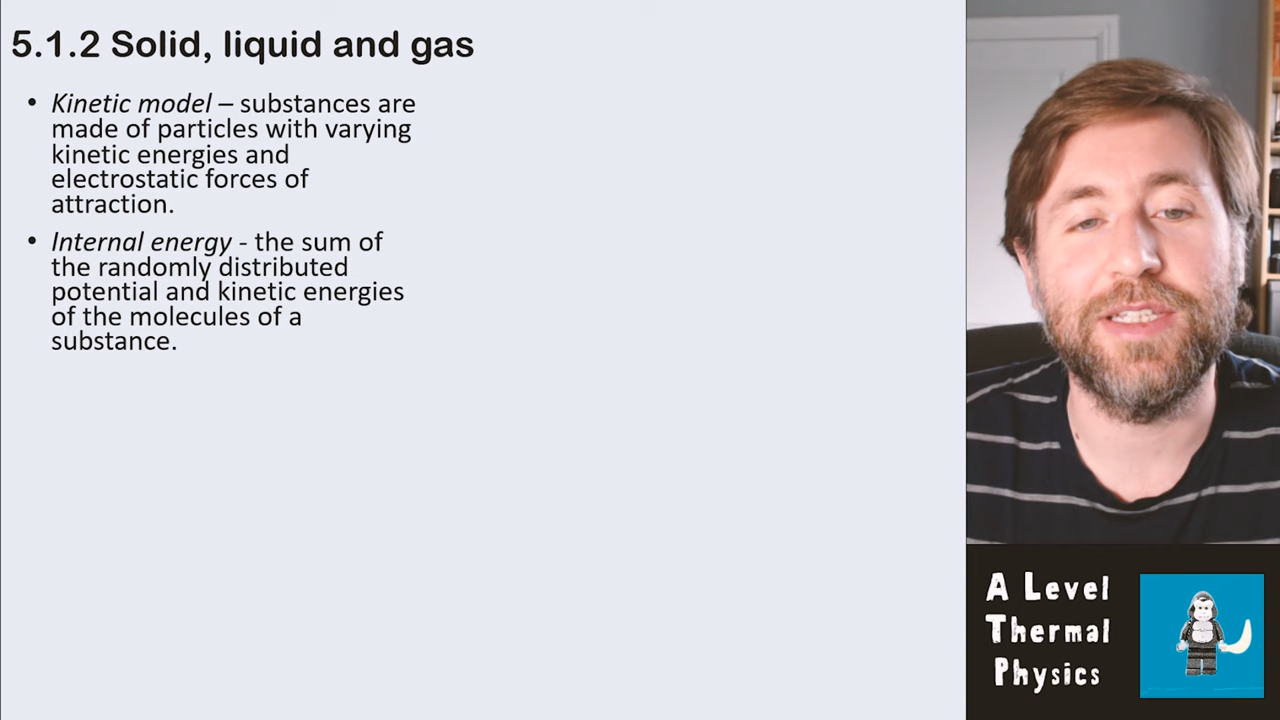 5.1.2 Solid, liquid and gas
• Kinetic model – substances are
made of particles with varying
kinetic energies and
electrostatic forces of
attraction.
• Internal energy - the sum of
the randomly distributed
potential and kinetic energies
of the molecules of a
substance.
A Level
Thermal
Physics